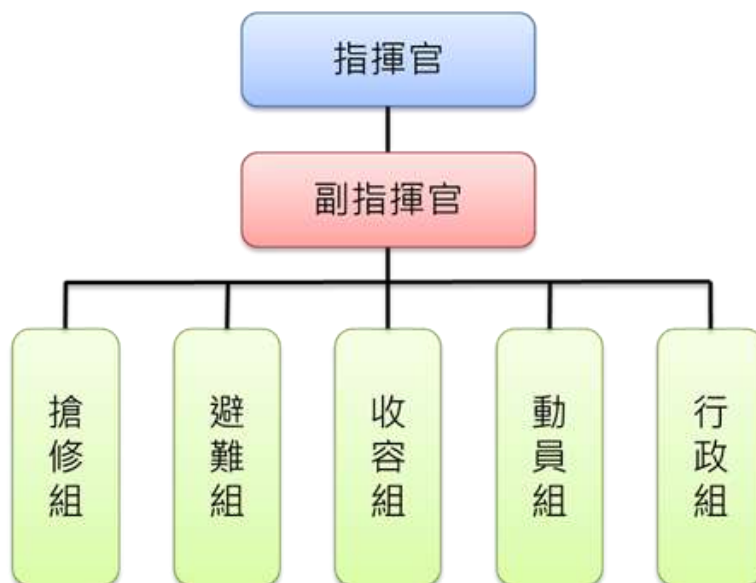 指揮官
副指揮官
搶修組
避難組
收容組
動員組
行政組